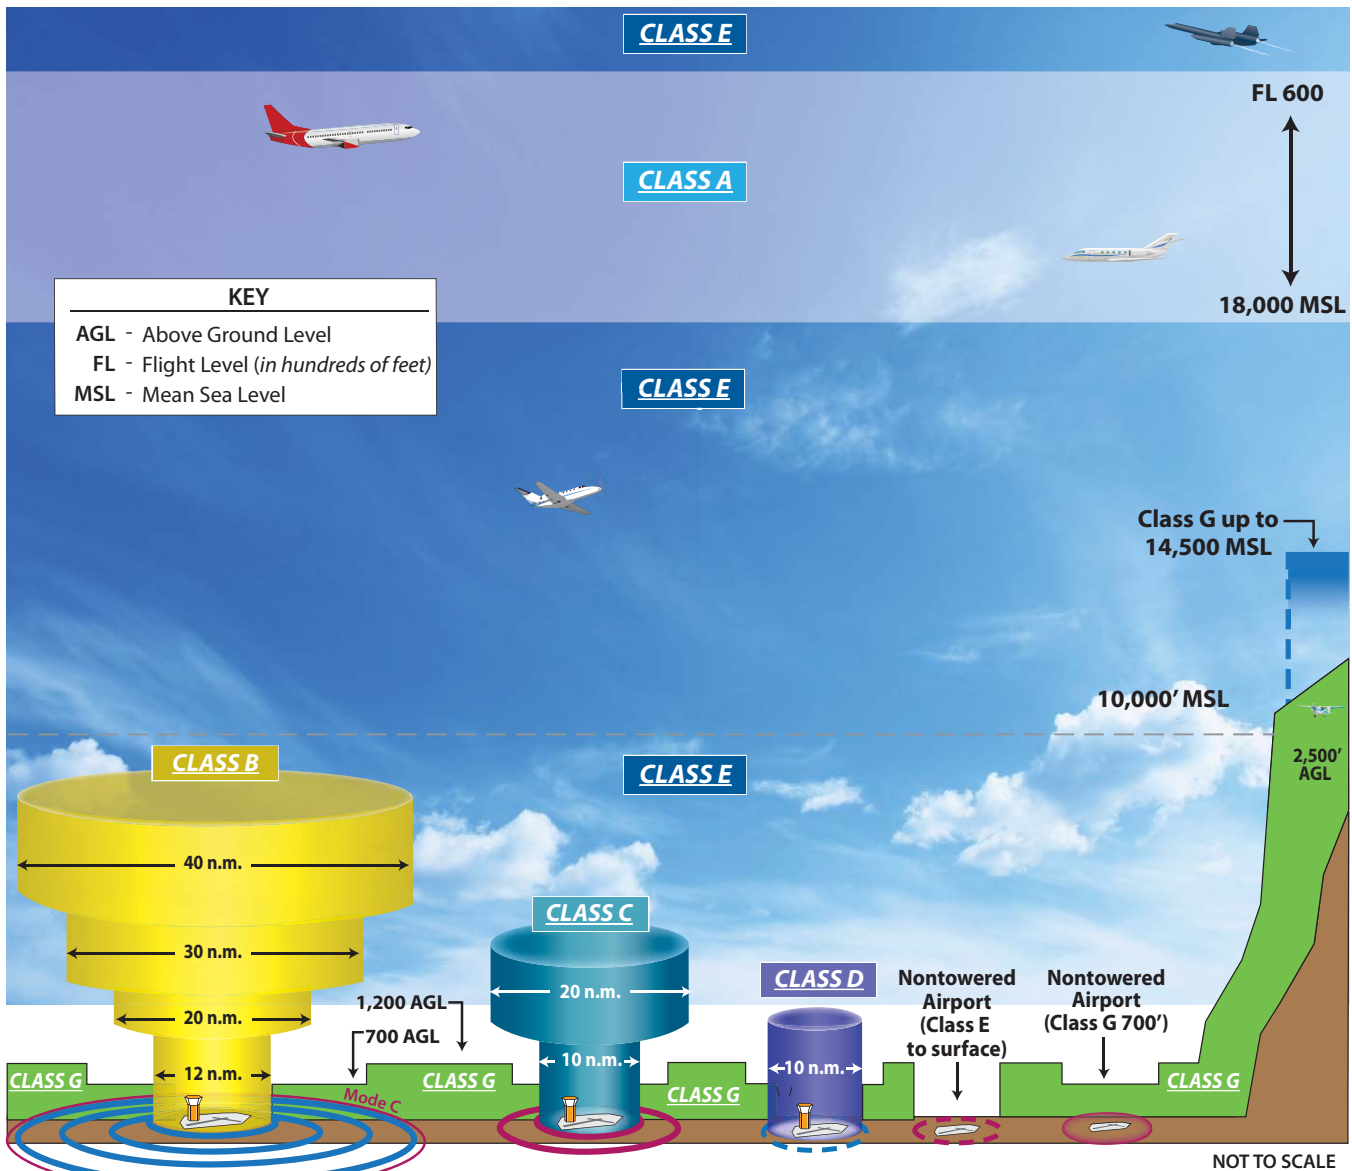 CLASS E
FL 600
CLASS A
18,000 MSL
KEY
AGL - Above Ground Level
FL - Flight Level (in hundreds of feet)
MSL - Mean Sea Level
CLASS E
Class G up to
14,500 MSL
10,000’ MSL
2,500’
AGL
CLASS B
CLASS E
40 n.m.
30 n.m.
20 n.m.
12 n.m.
1,200 AGL
700 AGL
CLASS C
20 n.m.
10 n.m.
CLASS D
10 n.m.
Nontowered
Airport
(Class E
to surface)
Nontowered
Airport
(Class G 700’)
CLASS G
CLASS G
CLASS G
CLASS G
Mode C
NOT TO SCALE